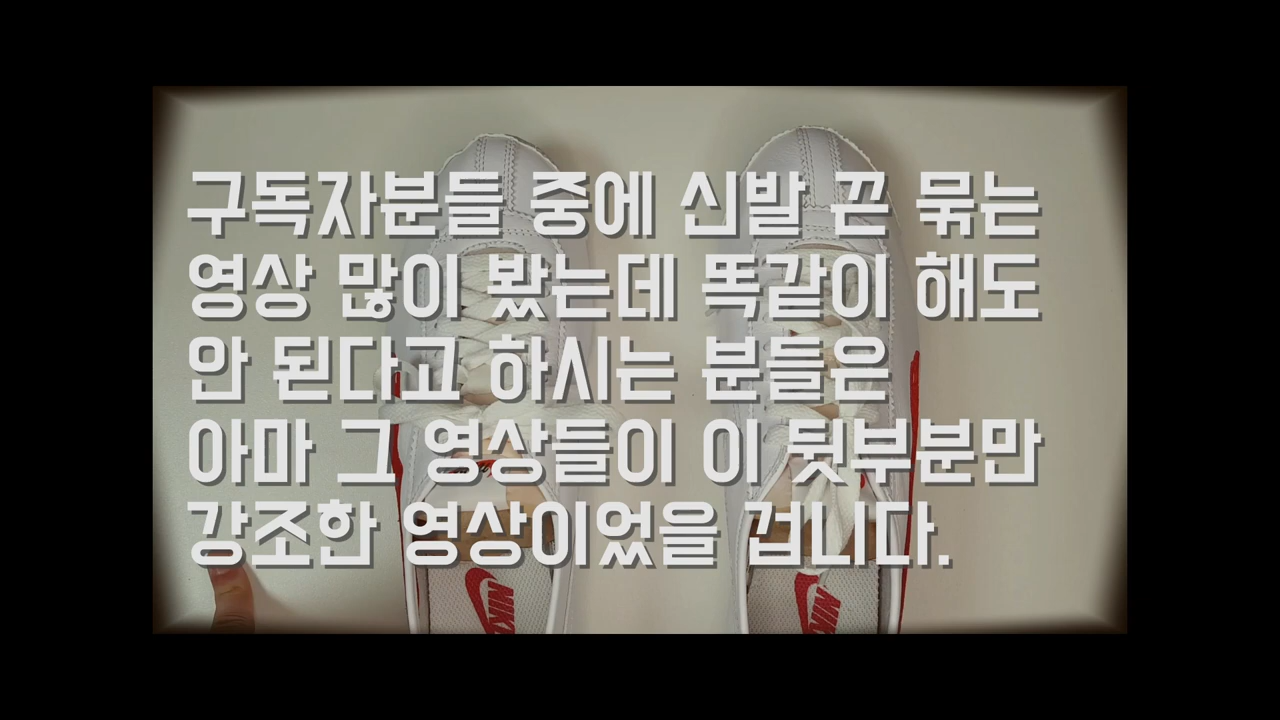 구독자분들 중에 신발 끈 묶는
영상 많이 봤는데 똑같이 해도
안 된다고 하시는 분들은
아마 그 영상들이 이 뒷부분만
강조한 영상이었을 겁니다.
NIKE
NIKE